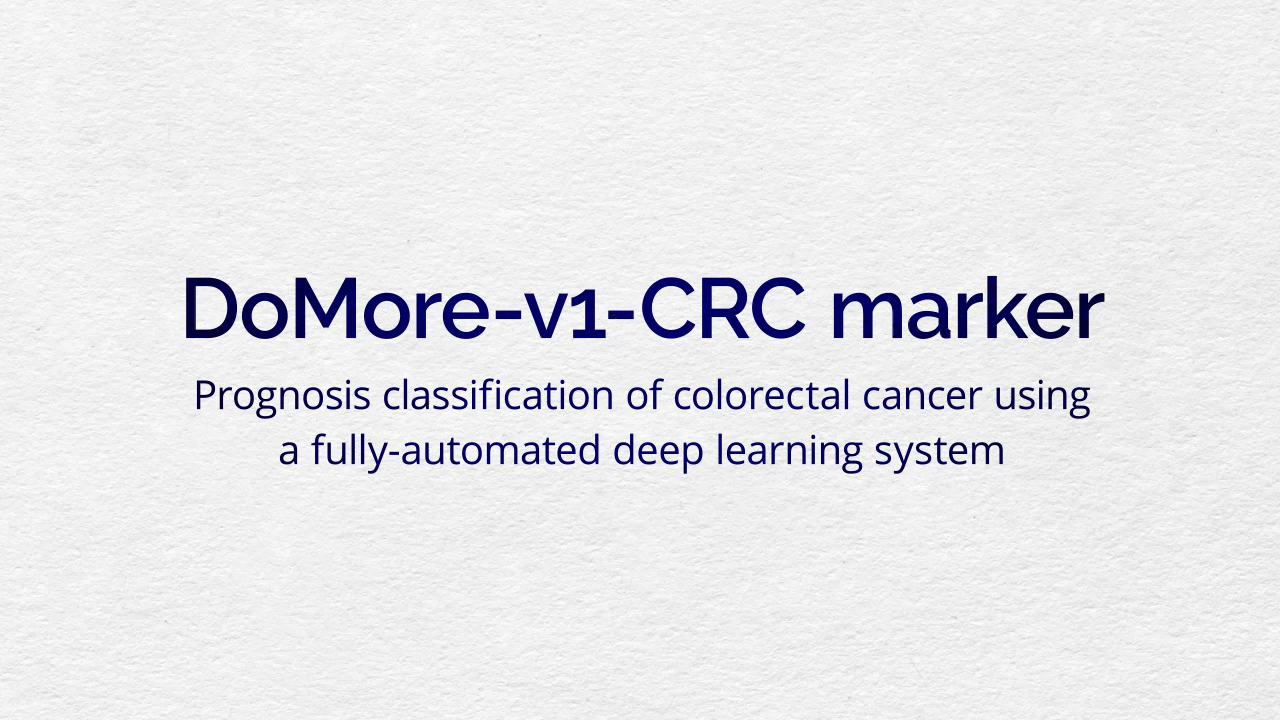 DoMore-v1-CRC marker
Prognosis classification of colorectal cancer using
a fully-automated deep learning system